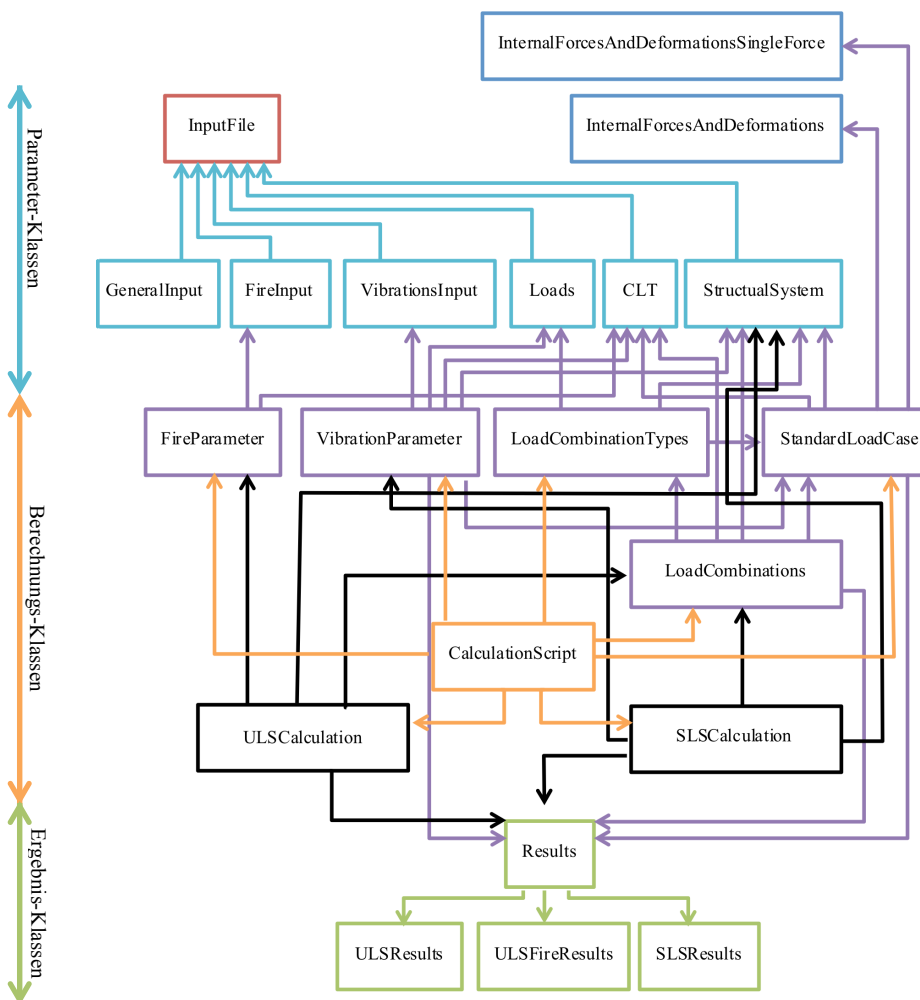 InternalForcesAndDeformationsSingleForce
InputFile
InternalForcesAndDeformations
Parameter-Klassen
GeneralInput
FireInput
VibrationsInput
Loads
CLT
StructualSystem
FireParameter
VibrationParameter
LoadCombinationTypes
StandardLoadCase
Berechnungs-Klassen
LoadCombinations
CalculationScript
ULSCalculation
SLSCalculation
Ergebnis-Klassen
Results
ULSResults
ULSFireResults
SLSResults